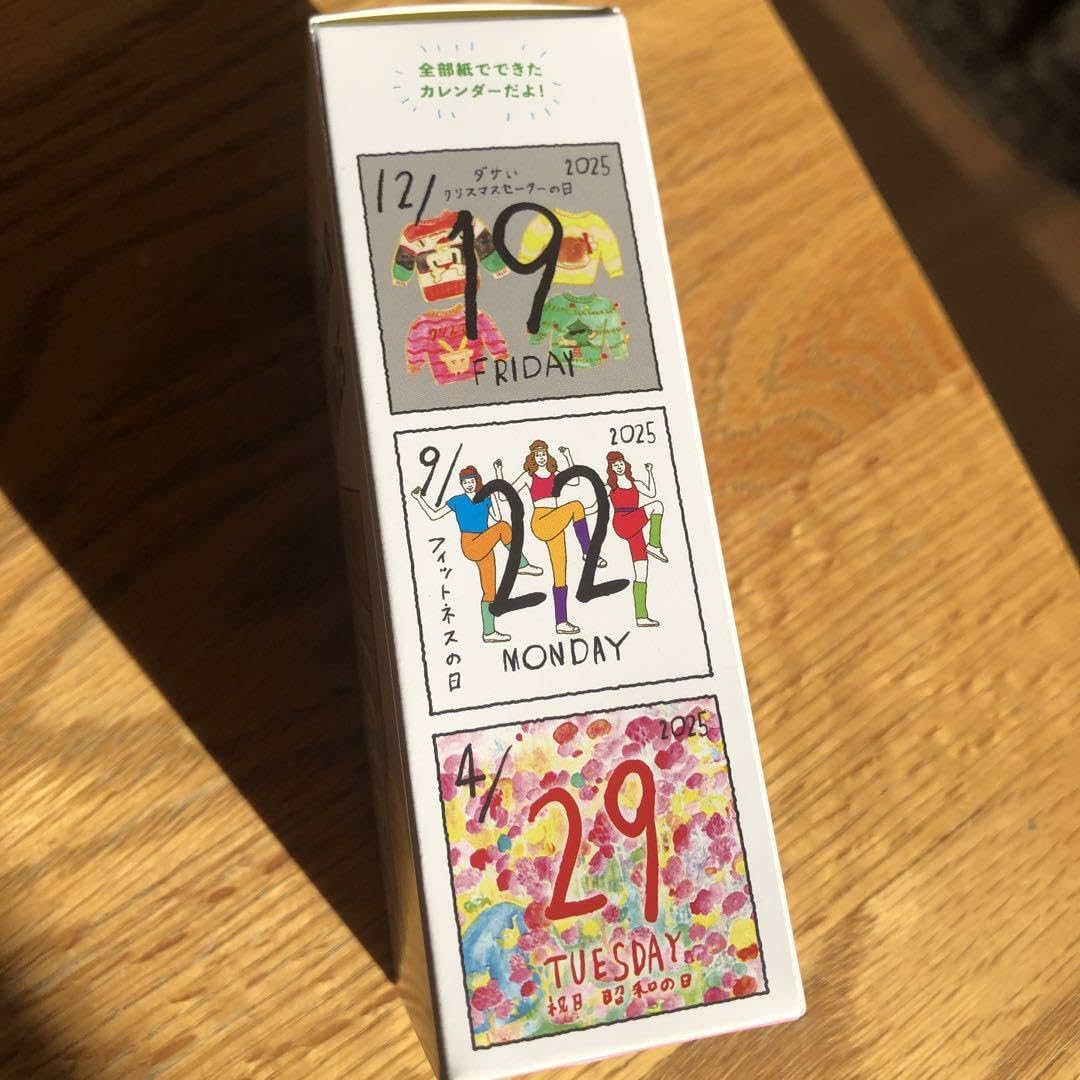 全部紙でできた
カレンダーだよ!
12/
ダサい
クリスマスセーターの日
2025
19
FRIDAY
9/
2025
22
フィットネスの日
MONDAY
4/
2025
29
TUESDAY
祝日 昭和の日